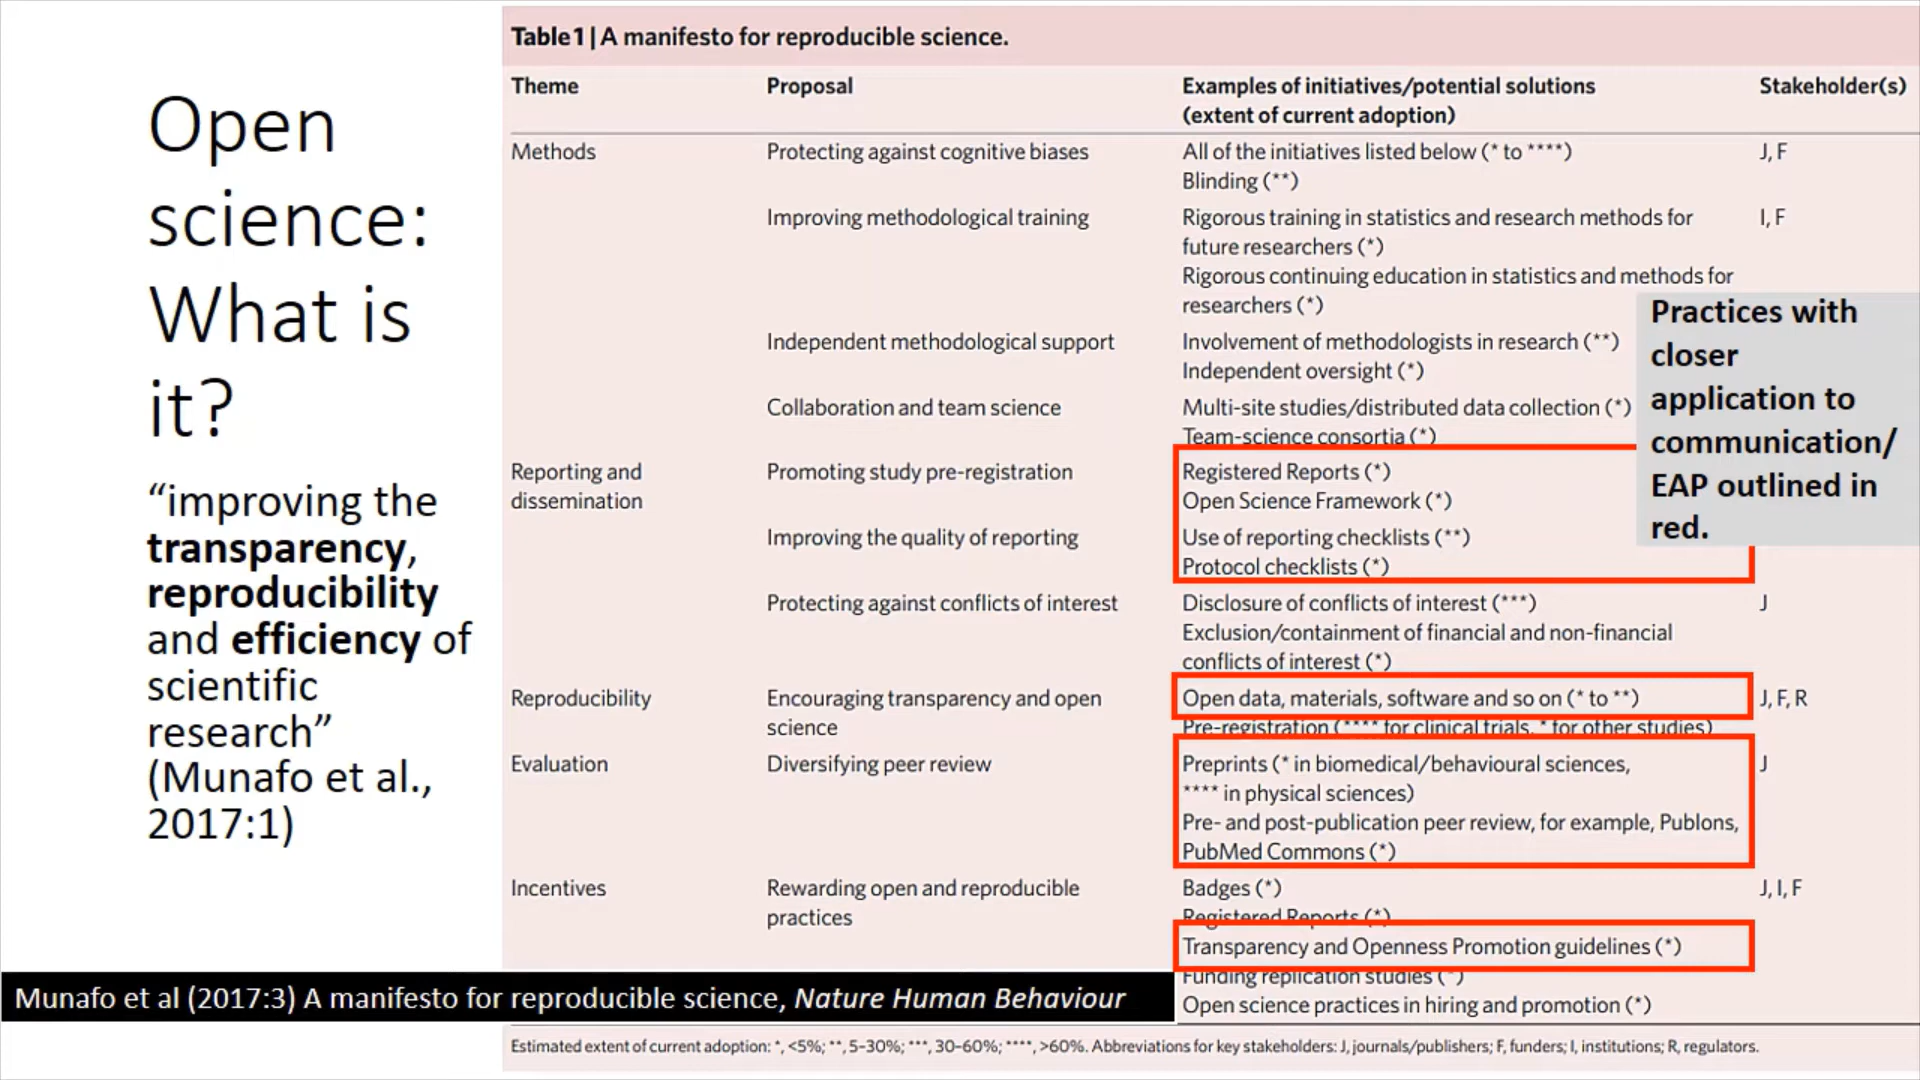 Open
science:
What is
it?
“improving the
transparency,
reproducibility
and efficiency of
scientific
research”
(Munafo et al.,
2017:1)
Table 1 | A manifesto for reproducible science.
Theme Proposal Examples of initiatives/potential solutions Stakeholder(s)
(extent of current adoption)
Methods Protecting against cognitive biases All of the initiatives listed below (* to ****) J, F
Blinding (**)
Improving methodological training Rigorous training in statistics and research methods for I, F
future researchers (*)
Rigorous continuing education in statistics and methods for
researchers (*)
Independent methodological support Involvement of methodologists in research (**)
Independent oversight (*)
Collaboration and team science Multi-site studies/distributed data collection (*)
Team-science consortia (*)
Reporting and Promoting study pre-registration Registered Reports (*)
dissemination Open Science Framework (*)
Improving the quality of reporting Use of reporting checklists (**)
Protocol checklists (*)
Protecting against conflicts of interest Disclosure of conflicts of interest (***) J
Exclusion/containment of financial and non-financial
conflicts of interest (*)
Reproducibility Encouraging transparency and open Open data, materials, software and so on (* to **) J, F, R
science Pre-registration (**** for clinical trials, * for other studies)
Evaluation Diversifying peer review Preprints (* in biomedical/behavioural sciences, J
**** in physical sciences)
Pre- and post-publication peer review, for example, Publons,
PubMed Commons (*)
Incentives Rewarding open and reproducible Badges (*) J, I, F
practices Registered Reports (*)
Transparency and Openness Promotion guidelines (*)
Funding replication studies (*)
Open science practices in hiring and promotion (*)
Practices with
closer
application to
communication/
EAP outlined in
red.
Munafo et al (2017:3) A manifesto for reproducible science, Nature Human Behaviour
Estimated extent of current adoption: *, <5%; **, 5–30%; ***, 30–60%; ****, >60%. Abbreviations for key stakeholders: J, journals/publishers; F, funders; I, institutions; R, regulators.